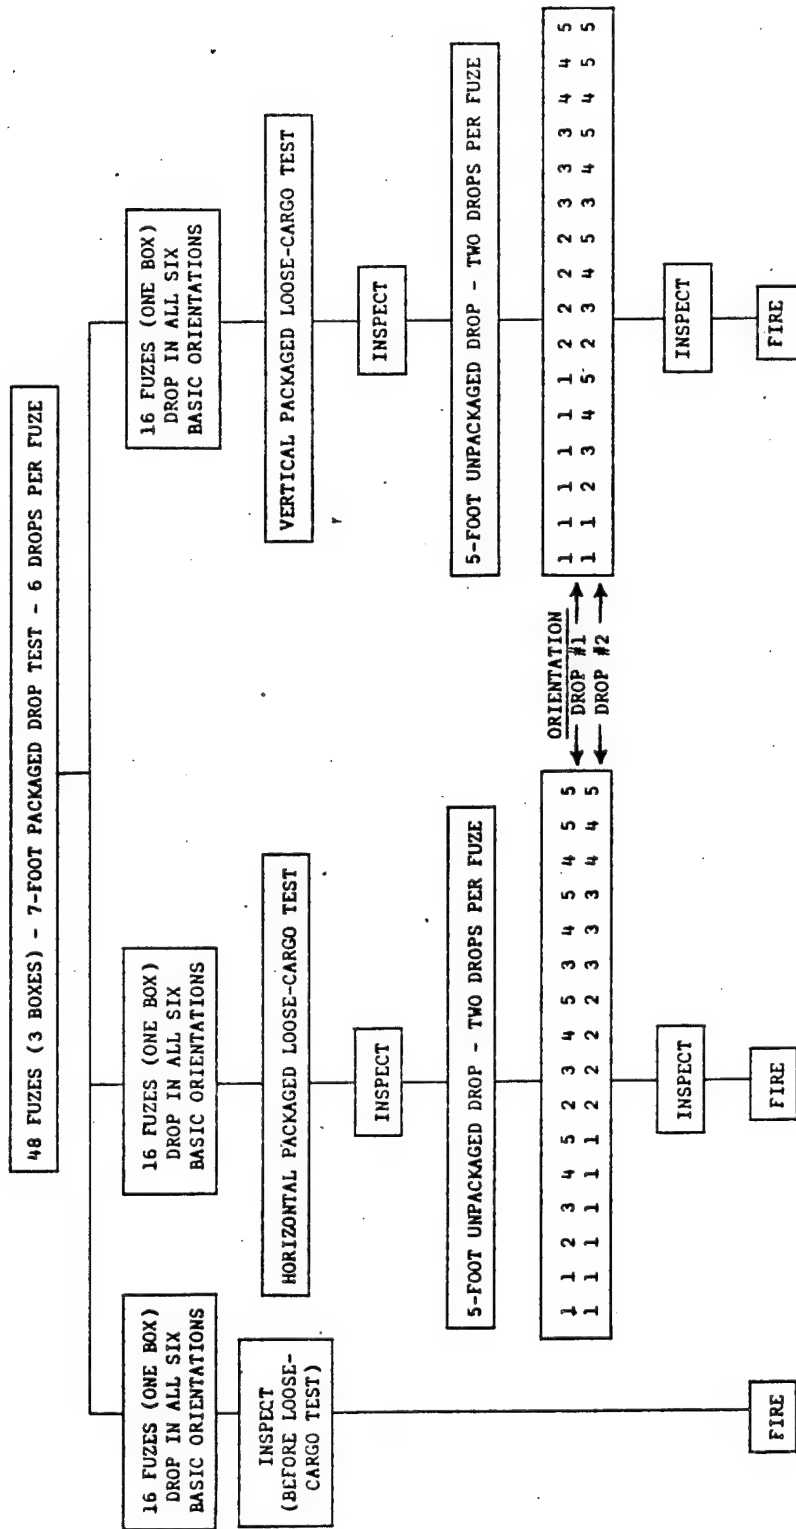 48 FUZES (3 BOXES) - 7-FOOT PACKAGED DROP TEST - 6 DROPS PER FUZE
16 FUZES (ONE BOX)
DROP IN ALL SIX
BASIC ORIENTATIONS
INSPECT
(BEFORE LOOSE-
CARGO TEST)
FIRE
16 FUZES (ONE BOX)
DROP IN ALL SIX
BASIC ORIENTATIONS
HORIZONTAL PACKAGED LOOSE-CARGO TEST
INSPECT
5-FOOT UNPACKAGED DROP - TWO DROPS PER FUZE
1 1 2 3 4 5 2 3 4 5 3 4 5 4 5 5
1 1 1 1 1 1 2 2 2 2 3 3 3 4 4 5
INSPECT
FIRE
ORIENTATION
DROP #1
DROP #2
16 FUZES (ONE BOX)
DROP IN ALL SIX
BASIC ORIENTATIONS
VERTICAL PACKAGED LOOSE-CARGO TEST
INSPECT
5-FOOT UNPACKAGED DROP - TWO DROPS PER FUZE
1 1 1 1 1 1 2 2 2 2 3 3 3 4 4 5
1 1 2 3 4 5 2 3 4 5 3 4 5 4 5 5
INSPECT
FIRE